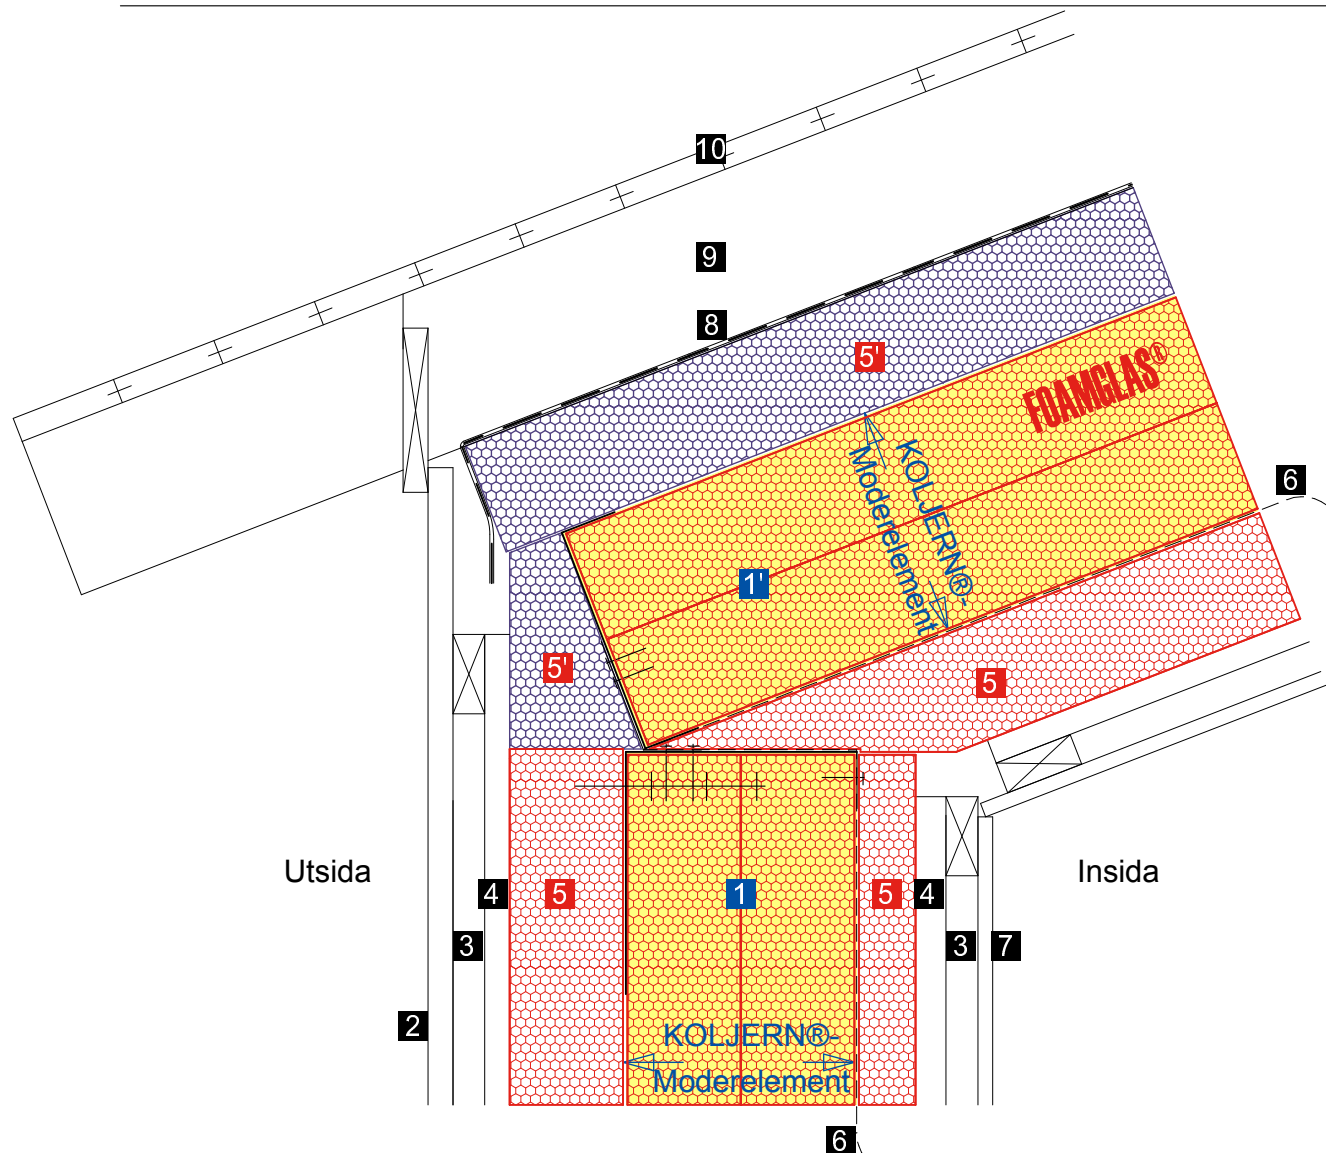 10
9
8
5'
FOAMGLAS®
KOLJERN®-
Moderelement
6
1'
5'
5
Utsida
Insida
4
5
1
5
4
3
3
7
2
KOLJERN®-
Moderelement
6